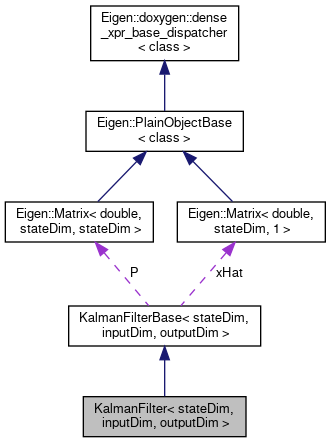 Eigen::doxygen::dense
_xpr_base_dispatcher
< class >
Eigen::PlainObjectBase
< class >
Eigen::Matrix< double,
stateDim, stateDim >
Eigen::Matrix< double,
stateDim, 1 >
P
xHat
KalmanFilterBase< stateDim,
inputDim, outputDim >
KalmanFilter< stateDim,
inputDim, outputDim >